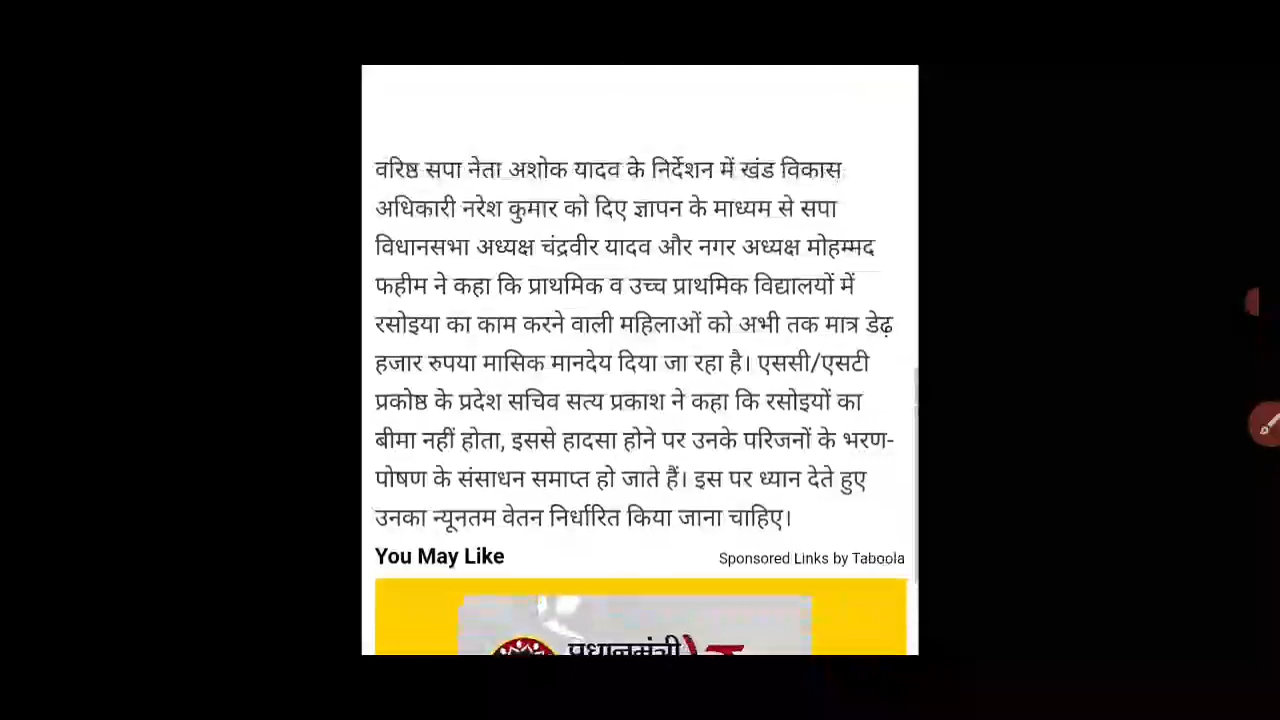 वरिष्ठ सपा नेता अशोक यादव के निर्देशन में खंड विकास
अधिकारी नरेश कुमार को दिए ज्ञापन के माध्यम से सपा
विधानसभा अध्यक्ष चंद्रवीर यादव और नगर अध्यक्ष मोहम्मद
फहीम ने कहा कि प्राथमिक व उच्च प्राथमिक विद्यालयों में
रसोइया का काम करने वाली महिलाओं को अभी तक मात्र डेढ़
हजार रुपया मासिक मानदेय दिया जा रहा है। एससी/एसटी
प्रकोष्ठ के प्रदेश सचिव सत्य प्रकाश ने कहा कि रसोइयों का
बीमा नहीं होता, इससे हादसा होने पर उनके परिजनों के भरण-
पोषण के संसाधन समाप्त हो जाते हैं। इस पर ध्यान देते हुए
उनका न्यूनतम वेतन निर्धारित किया जाना चाहिए।
You May Like
Sponsored Links by Taboola
प्रधानमंत्री